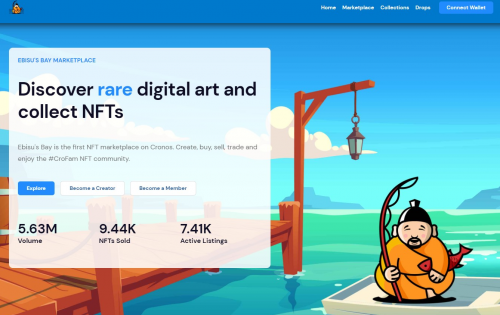 Home Marketplace Collections Drops Connect Wallet
EBISU'S BAY MARKETPLACE
Discover rare digital art and
collect NFTs
Ebisu's Bay is the first NFT marketplace on Cronos. Create, buy, sell, trade and
enjoy the #CroFam NFT community.
Explore Become a Creator Become a Member
5.63M 9.44K 7.41K
Volume NFTs Sold Active Listings